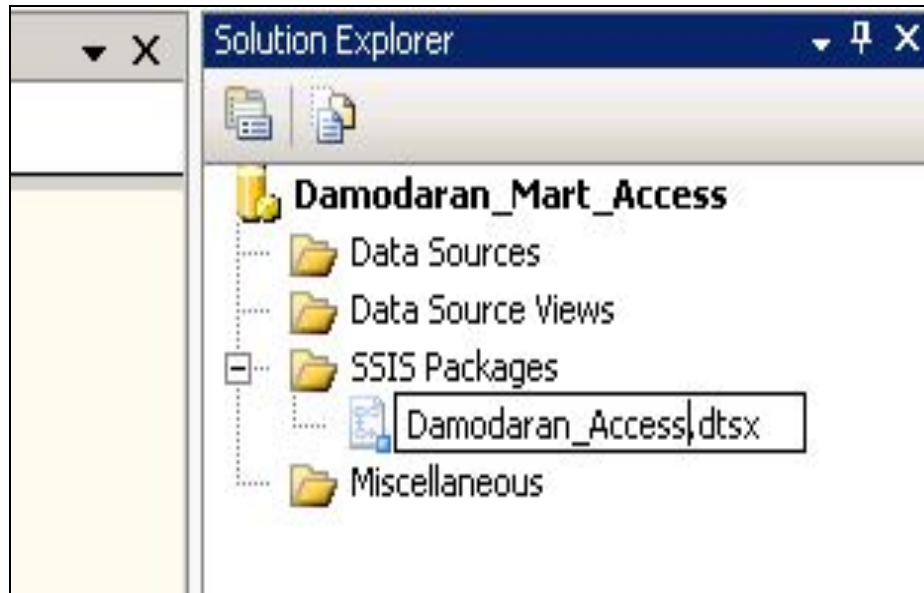 Solution Explorer
Damodaran_Mart_Access
Data Sources
Data Source Views
SSIS Packages
Damodaran_Access.dtsx
Miscellaneous